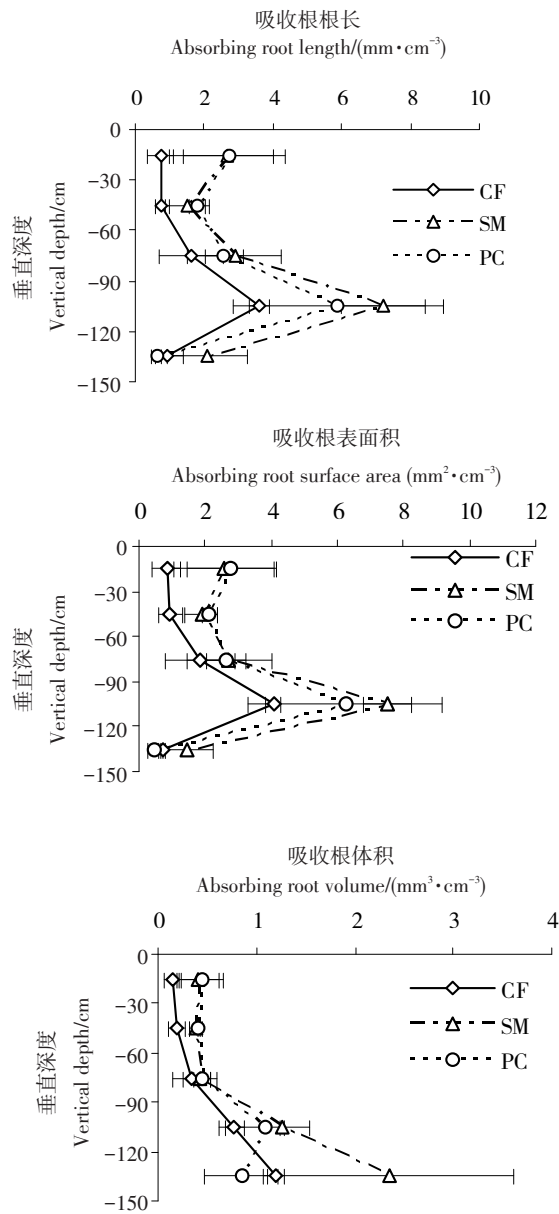 吸收根根长
Absorbing root length/(mm·cm⁻³)
0 2 4 6 8 10
0
-30
-60
-90
-120
-150
垂直深度
Vertical depth/cm
CF
SM
PC
吸收根表面积
Absorbing root surface area (mm²·cm⁻³)
0 2 4 6 8 10 12
0
-30
-60
-90
-120
-150
垂直深度
Vertical depth/cm
CF
SM
PC
吸收根体积
Absorbing root volume/(mm³·cm⁻³)
0 1 2 3 4
0
-30
-60
-90
-120
-150
垂直深度
Vertical depth/cm
CF
SM
PC